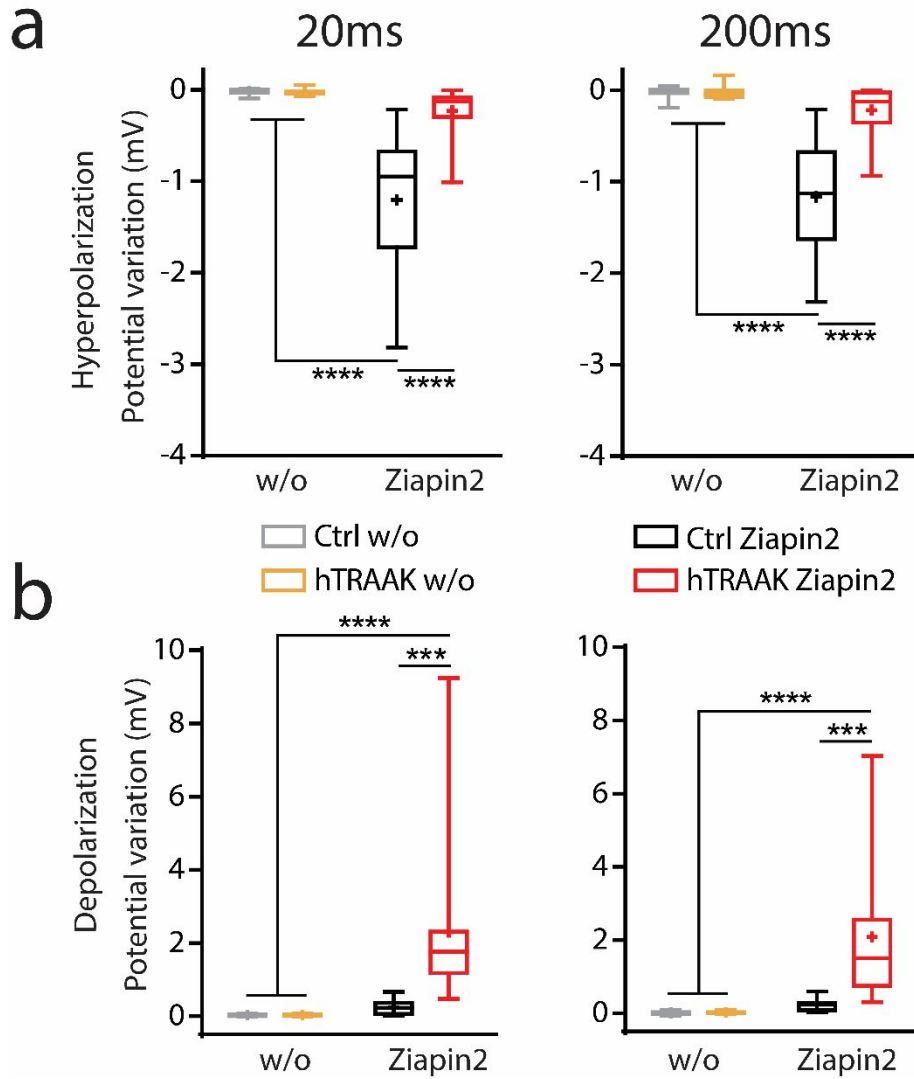 a
20ms
200ms
Hyperpolarization
Potential variation (mV)
0
-1
-2
-3
-4
****
****
w/o
Ziapin2
0
-1
-2
-3
-4
****
****
w/o
Ziapin2
Ctrl w/o
Ctrl Ziapin2
hTRAAK w/o
hTRAAK Ziapin2
b
Depolarization
Potential variation (mV)
10
8
6
4
2
0
****
***
w/o
Ziapin2
10
8
6
4
2
0
****
***
w/o
Ziapin2